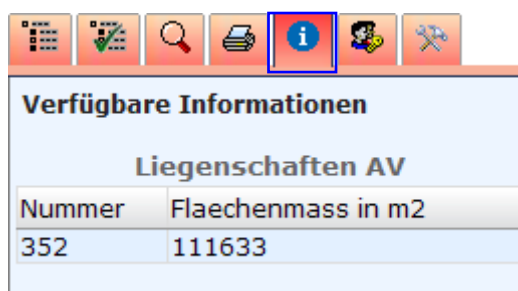 Verfügbare Informationen
Liegenschaften AV
Nummer Flaechenmass in m2
352 111633